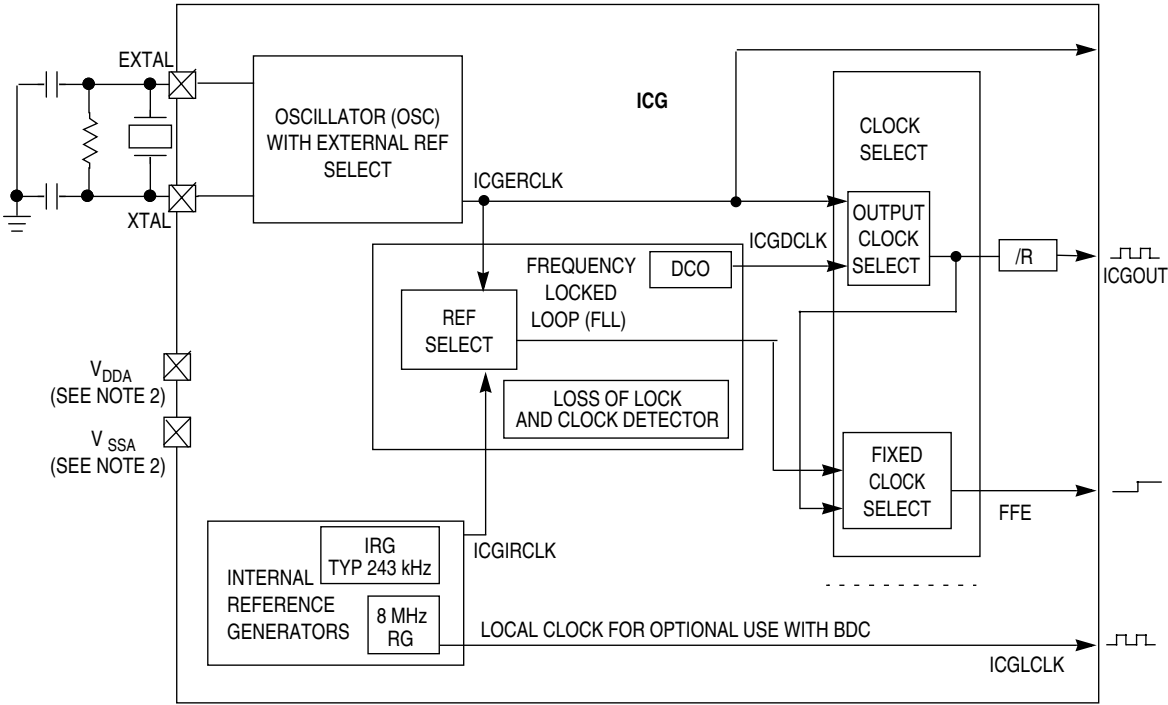 EXTAL
OSCILLATOR (OSC)
WITH EXTERNAL REF
SELECT
ICG
CLOCK
SELECT
ICGERCLK
XTAL
OUTPUT
CLOCK
SELECT
ICGDCLK
/R
ICGOUT
FREQUENCY
LOCKED
LOOP (FLL)
DCO
REF
SELECT
LOSS OF LOCK
AND CLOCK DETECTOR
VDDA
(SEE NOTE 2)
V SSA
(SEE NOTE 2)
FIXED
CLOCK
SELECT
FFE
IRG
TYP 243 kHz
ICGIRCLK
INTERNAL
REFERENCE
GENERATORS
8 MHz
RG
LOCAL CLOCK FOR OPTIONAL USE WITH BDC
ICGLCLK